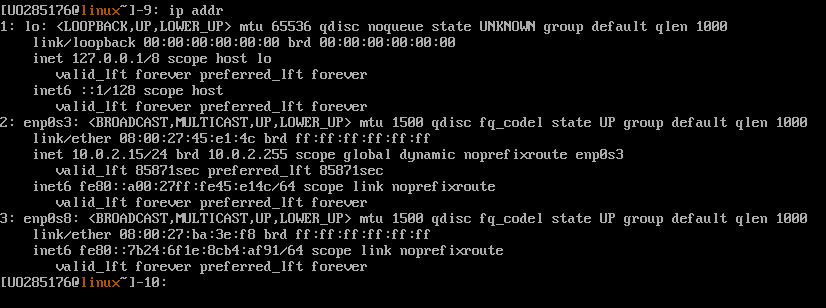 [UO285176@linux~]-9: ip addr
1: lo: <LOOPBACK,UP,LOWER_UP> mtu 65536 qdisc noqueue state UNKNOWN group default qlen 1000
    link/loopback 00:00:00:00:00:00 brd 00:00:00:00:00:00
    inet 127.0.0.1/8 scope host lo
       valid_lft forever preferred_lft forever
    inet6 ::1/128 scope host
       valid_lft forever preferred_lft forever
2: enp0s3: <BROADCAST,MULTICAST,UP,LOWER_UP> mtu 1500 qdisc fq_codel state UP group default qlen 1000
    link/ether 08:00:27:45:e1:4c brd ff:ff:ff:ff:ff:ff
    inet 10.0.2.15/24 brd 10.0.2.255 scope global dynamic noprefixroute enp0s3
       valid_lft 85871sec preferred_lft 85871sec
    inet6 fe80::a00:27ff:fe45:e14c/64 scope link noprefixroute
       valid_lft forever preferred_lft forever
3: enp0s8: <BROADCAST,MULTICAST,UP,LOWER_UP> mtu 1500 qdisc fq_codel state UP group default qlen 1000
    link/ether 08:00:27:ba:3e:f8 brd ff:ff:ff:ff:ff:ff
    inet6 fe80::7b24:6f1e:8cb4:af91/64 scope link noprefixroute
       valid_lft forever preferred_lft forever
[UO285176@linux~]-10: